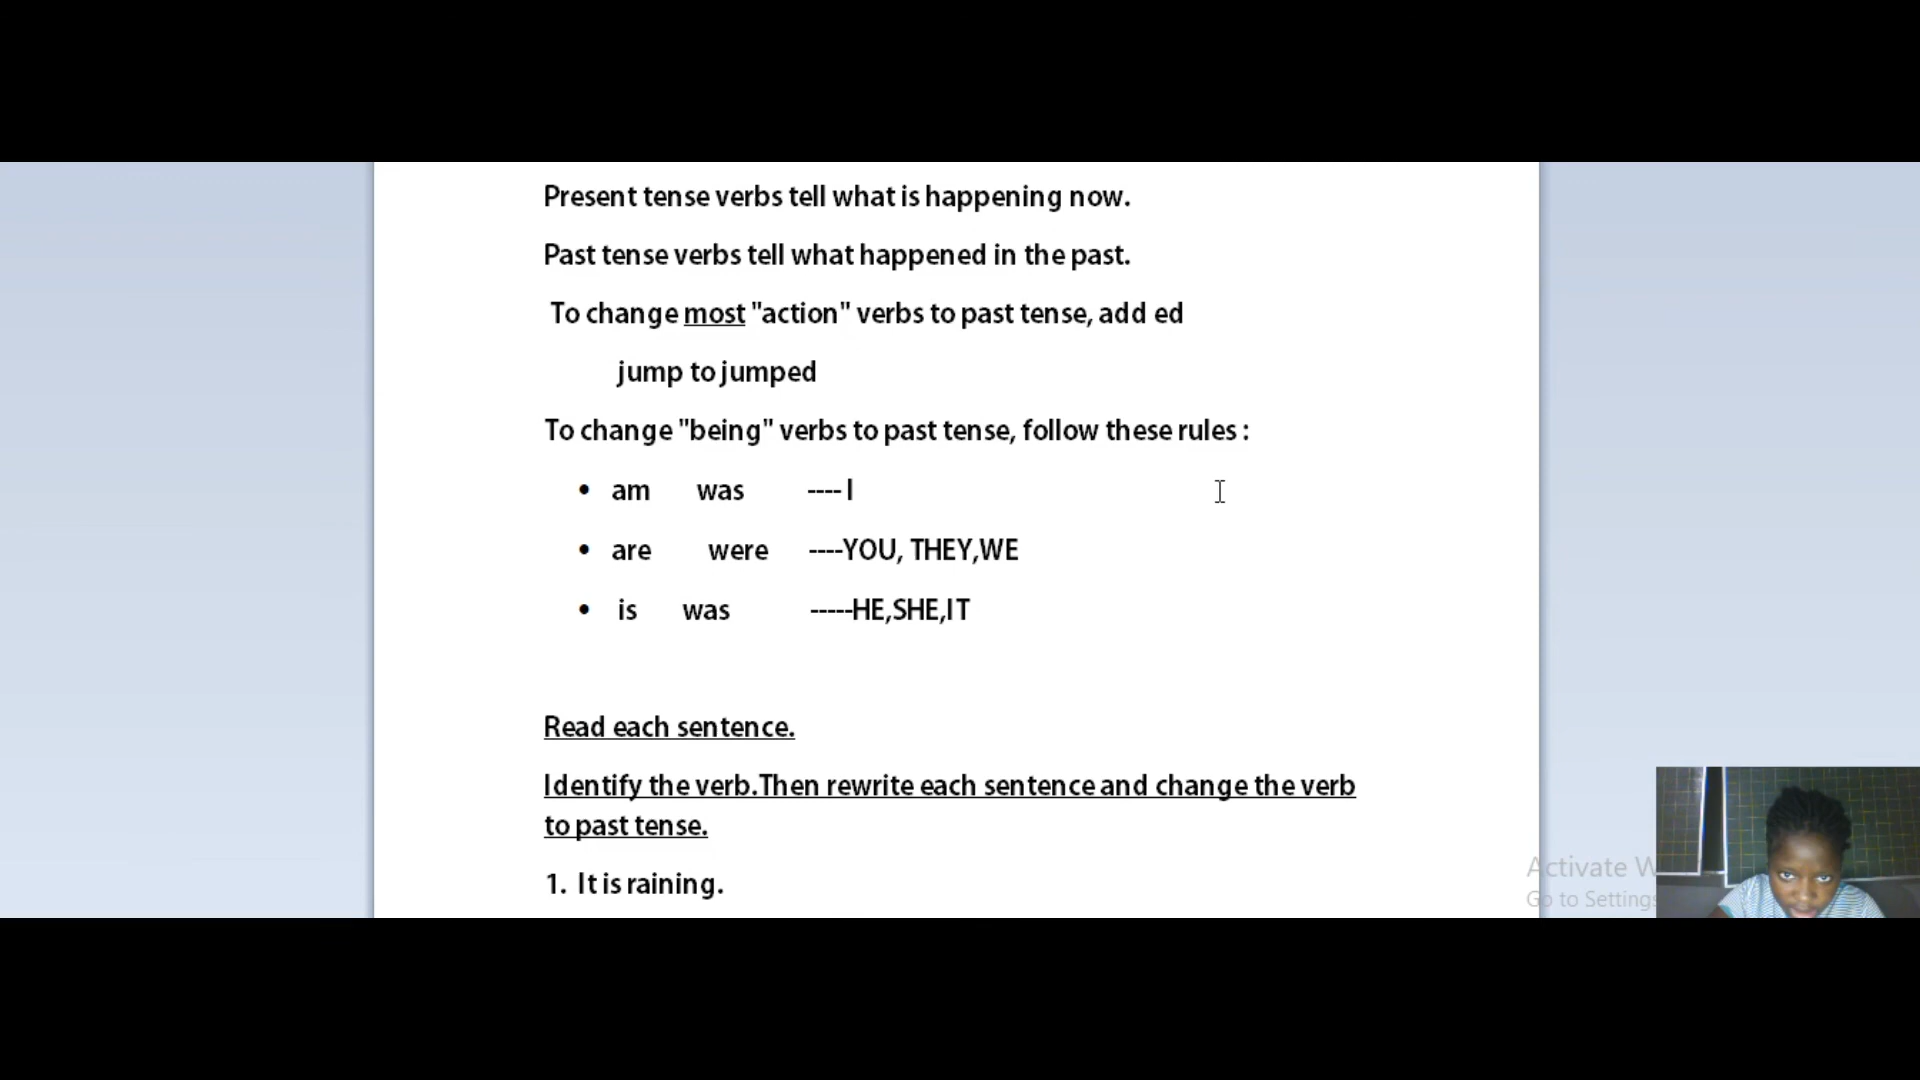 Present tense verbs tell what is happening now.
Past tense verbs tell what happened in the past.
To change most "action" verbs to past tense, add ed
jump to jumped
To change "being" verbs to past tense, follow these rules :
• am was ---- I
• are were ----YOU, THEY,WE
• is was -----HE,SHE,IT
Read each sentence.
Identify the verb.Then rewrite each sentence and change the verb
to past tense.
1. It is raining.
Activate W
Go to Settings